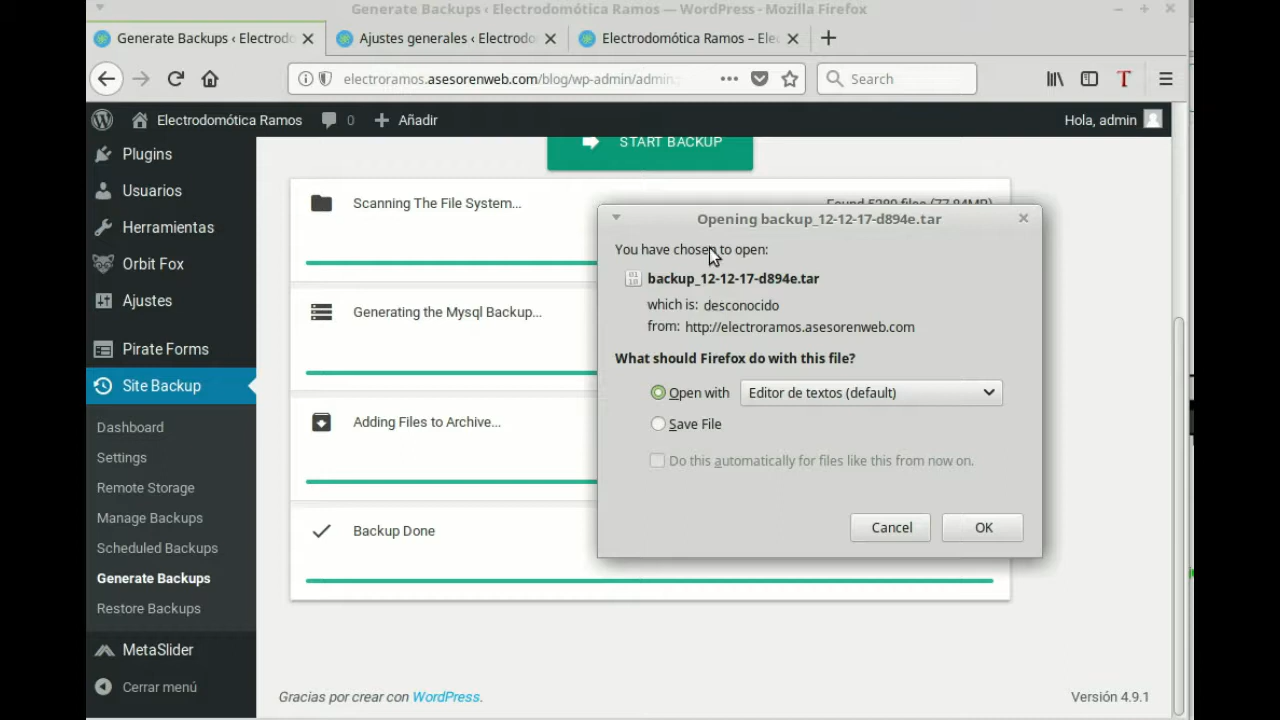 Generate Backups ‹ Electrodomótica Ramos — WordPress - Mozilla Firefox
Generate Backups ‹ Electrodo
Ajustes generales ‹ Electrodo
Electrodomótica Ramos – Ele
electroramos.asesorenweb.com/blog/wp-admin/admin
Search
Electrodomótica Ramos
0
Añadir
Hola, admin
Plugins
Usuarios
Herramientas
Orbit Fox
Ajustes
Pirate Forms
Site Backup
Dashboard
Settings
Remote Storage
Manage Backups
Scheduled Backups
Generate Backups
Restore Backups
MetaSlider
Cerrar menú
START BACKUP
Scanning The File System...
Generating the Mysql Backup...
Adding Files to Archive...
Backup Done
Opening backup_12-12-17-d894e.tar
You have chosen to open:
backup_12-12-17-d894e.tar
which is: desconocido
from: http://electroramos.asesorenweb.com
What should Firefox do with this file?
Open with
Editor de textos (default)
Save File
Do this automatically for files like this from now on.
Cancel
OK
Gracias por crear con WordPress.
Versión 4.9.1